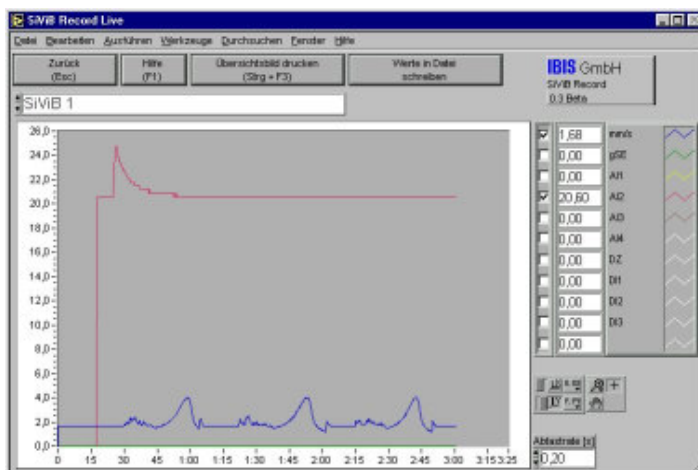 SiViB Record Live
Datei Bearbeiten Ausführen Werkzeuge Durchsuchen Fenster Hilfe
Zurück (Esc)
Hilfe (F1)
Übersichtsbild drucken (Strg + F3)
Werte in Datei schreiben
IBIS GmbH
SiViB Record
0.3 Beta
SiViB 1
26,0
24,0
22,0
20,0
18,0
16,0
14,0
12,0
10,0
8,0
6,0
4,0
2,0
0,0
0 15 30 45 1:00 1:15 1:30 1:45 2:00 2:15 2:30 2:45 3:00 3:15 3:25
1,68 mm/s
0,00 gSE
0,00 AI1
20,60 AI2
0,00 AI3
0,00 AI4
0,00 DZ
0,00 DI1
0,00 DI2
0,00 DI3
0,00
Abtastrate [s]
0,20